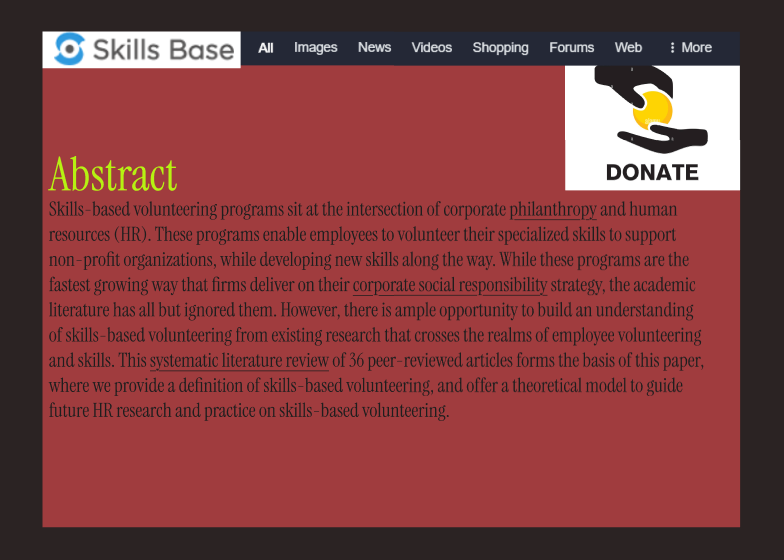 Skills Base
All Images News Videos Shopping Forums Web More
DONATE
Abstract
Skills-based volunteering programs sit at the intersection of corporate philanthropy and human
resources (HR). These programs enable employees to volunteer their specialized skills to support
non-profit organizations, while developing new skills along the way. While these programs are the
fastest growing way that firms deliver on their corporate social responsibility strategy, the academic
literature has all but ignored them. However, there is ample opportunity to build an understanding
of skills-based volunteering from existing research that crosses the realms of employee volunteering
and skills. This systematic literature review of 36 peer-reviewed articles forms the basis of this paper,
where we provide a definition of skills-based volunteering, and offer a theoretical model to guide
future HR research and practice on skills-based volunteering.